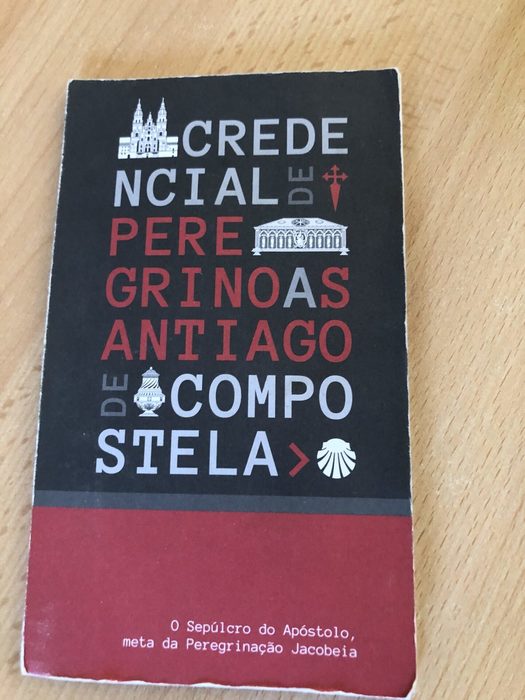 CREDE
NCIAL DE
PERE
GRINOAS
ANTIAGO
DE COMPO
STELA >
O Sepúlcro do Apóstolo,
meta da Peregrinação Jacobeia